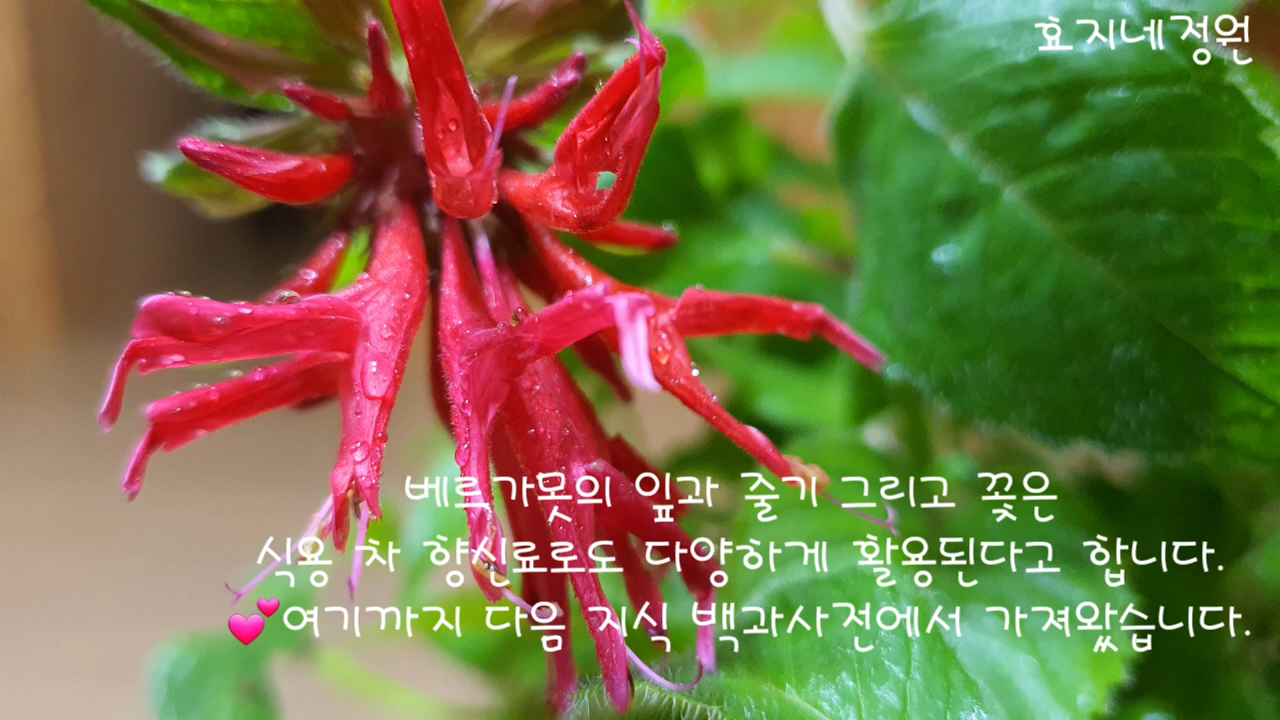 효지네정원
베르가못의 잎과 줄기 그리고 꽃은
식용 차 향신료로도 다양하게 활용된다고 합니다.
💕여기까지 다음 지식 백과사전에서 가져왔습니다.